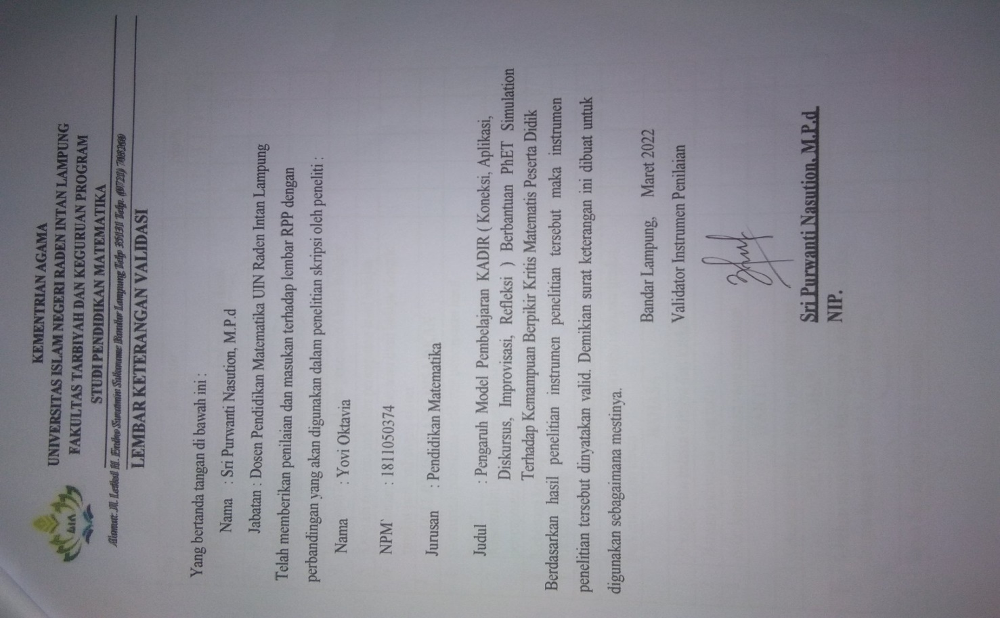 KEMENTRIAN AGAMA
UNIVERSITAS ISLAM NEGERI RADEN INTAN LAMPUNG
FAKULTAS TARBIYAH DAN KEGURUAN PROGRAM
STUDI PENDIDIKAN MATEMATIKA
Alamat: Jl. Letkol H. Endro Suratmin Sukarame Bandar Lampung Telp. (0721)
LEMBAR KETERANGAN VALIDASI
Yang bertanda tangan di bawah ini :
Nama : Sri Purwanti Nasution, M.P.d
Jabatan : Dosen Pendidikan Matematika UIN Raden Intan Lampung
Telah memberikan penilaian dan masukan terhadap lembar RPP dengan
perbandingan yang akan digunakan dalam penelitian skripsi oleh peneliti :
Nama : Yovi Oktavia
NPM` : 1811050374
Jurusan : Pendidikan Matematika
Judul : Pengaruh Model Pembelajaran KADIR ( Koneksi, Aplikasi,
Diskursus, Improvisasi, Refleksi ) Berbantuan PhET Simulation
Terhadap Kemampuan Berpikir Kritis Matematis Peserta Didik
Berdasarkan hasil penelitian instrumen penelitian tersebut maka instrumen
penelitian tersebut dinyatakan valid. Demikian surat keterangan ini dibuat untuk
digunakan sebagaimana mestinya.
Bandar Lampung, Maret 2022
Validator Instrumen Penilaian
Sri Purwanti Nasution, M.P.d
NIP.